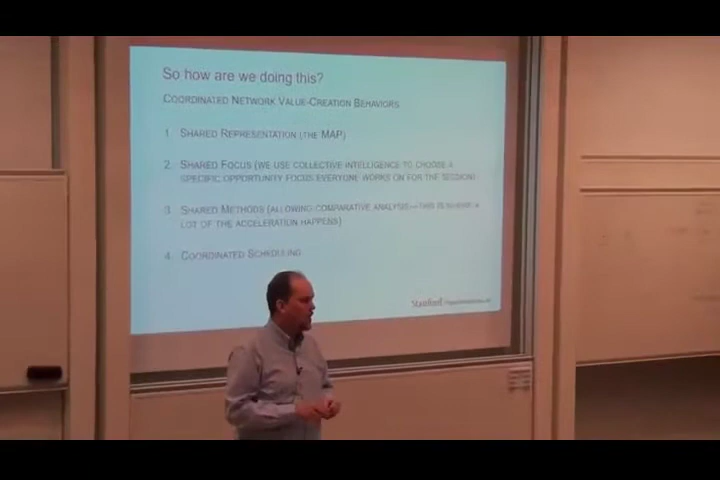 So how are we doing this?
COORDINATED NETWORK VALUE-CREATION BEHAVIORS
1. SHARED REPRESENTATION (THE MAP)
2. SHARED FOCUS (WE USE COLLECTIVE INTELLIGENCE TO CHOOSE A
SPECIFIC OPPORTUNITY FOCUS EVERYONE WORKS ON FOR THE SESSION)
3. SHARED METHODS (ALLOWING COMPARATIVE ANALYSIS—THIS IS WHERE A
LOT OF THE ACCELERATION HAPPENS)
4. COORDINATED SCHEDULING
Stanford